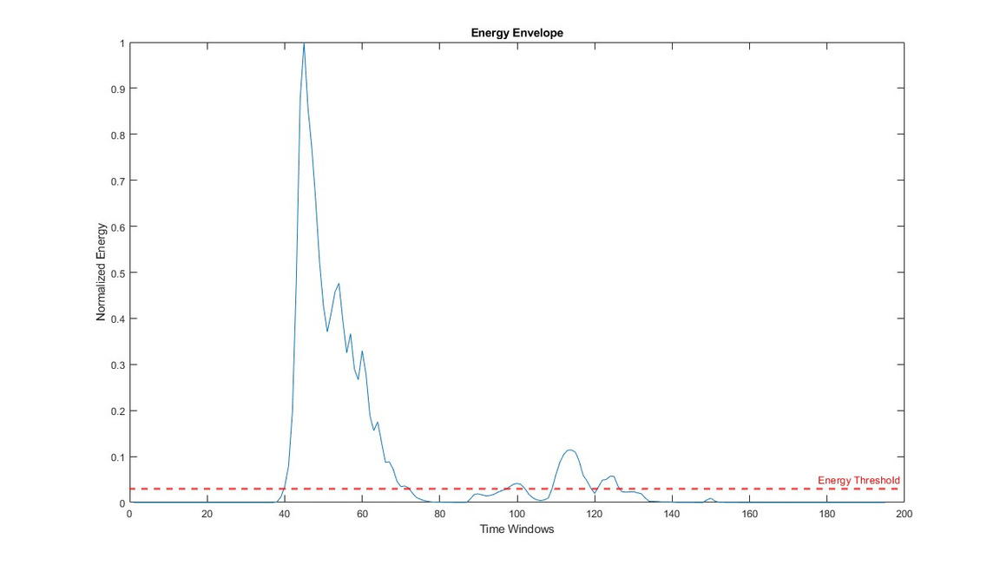 Energy Envelope
1
0.9
0.8
0.7
0.6
0.5
0.4
0.3
0.2
0.1
0
Normalized Energy
Energy Threshold
0 20 40 60 80 100 120 140 160 180 200
Time Windows